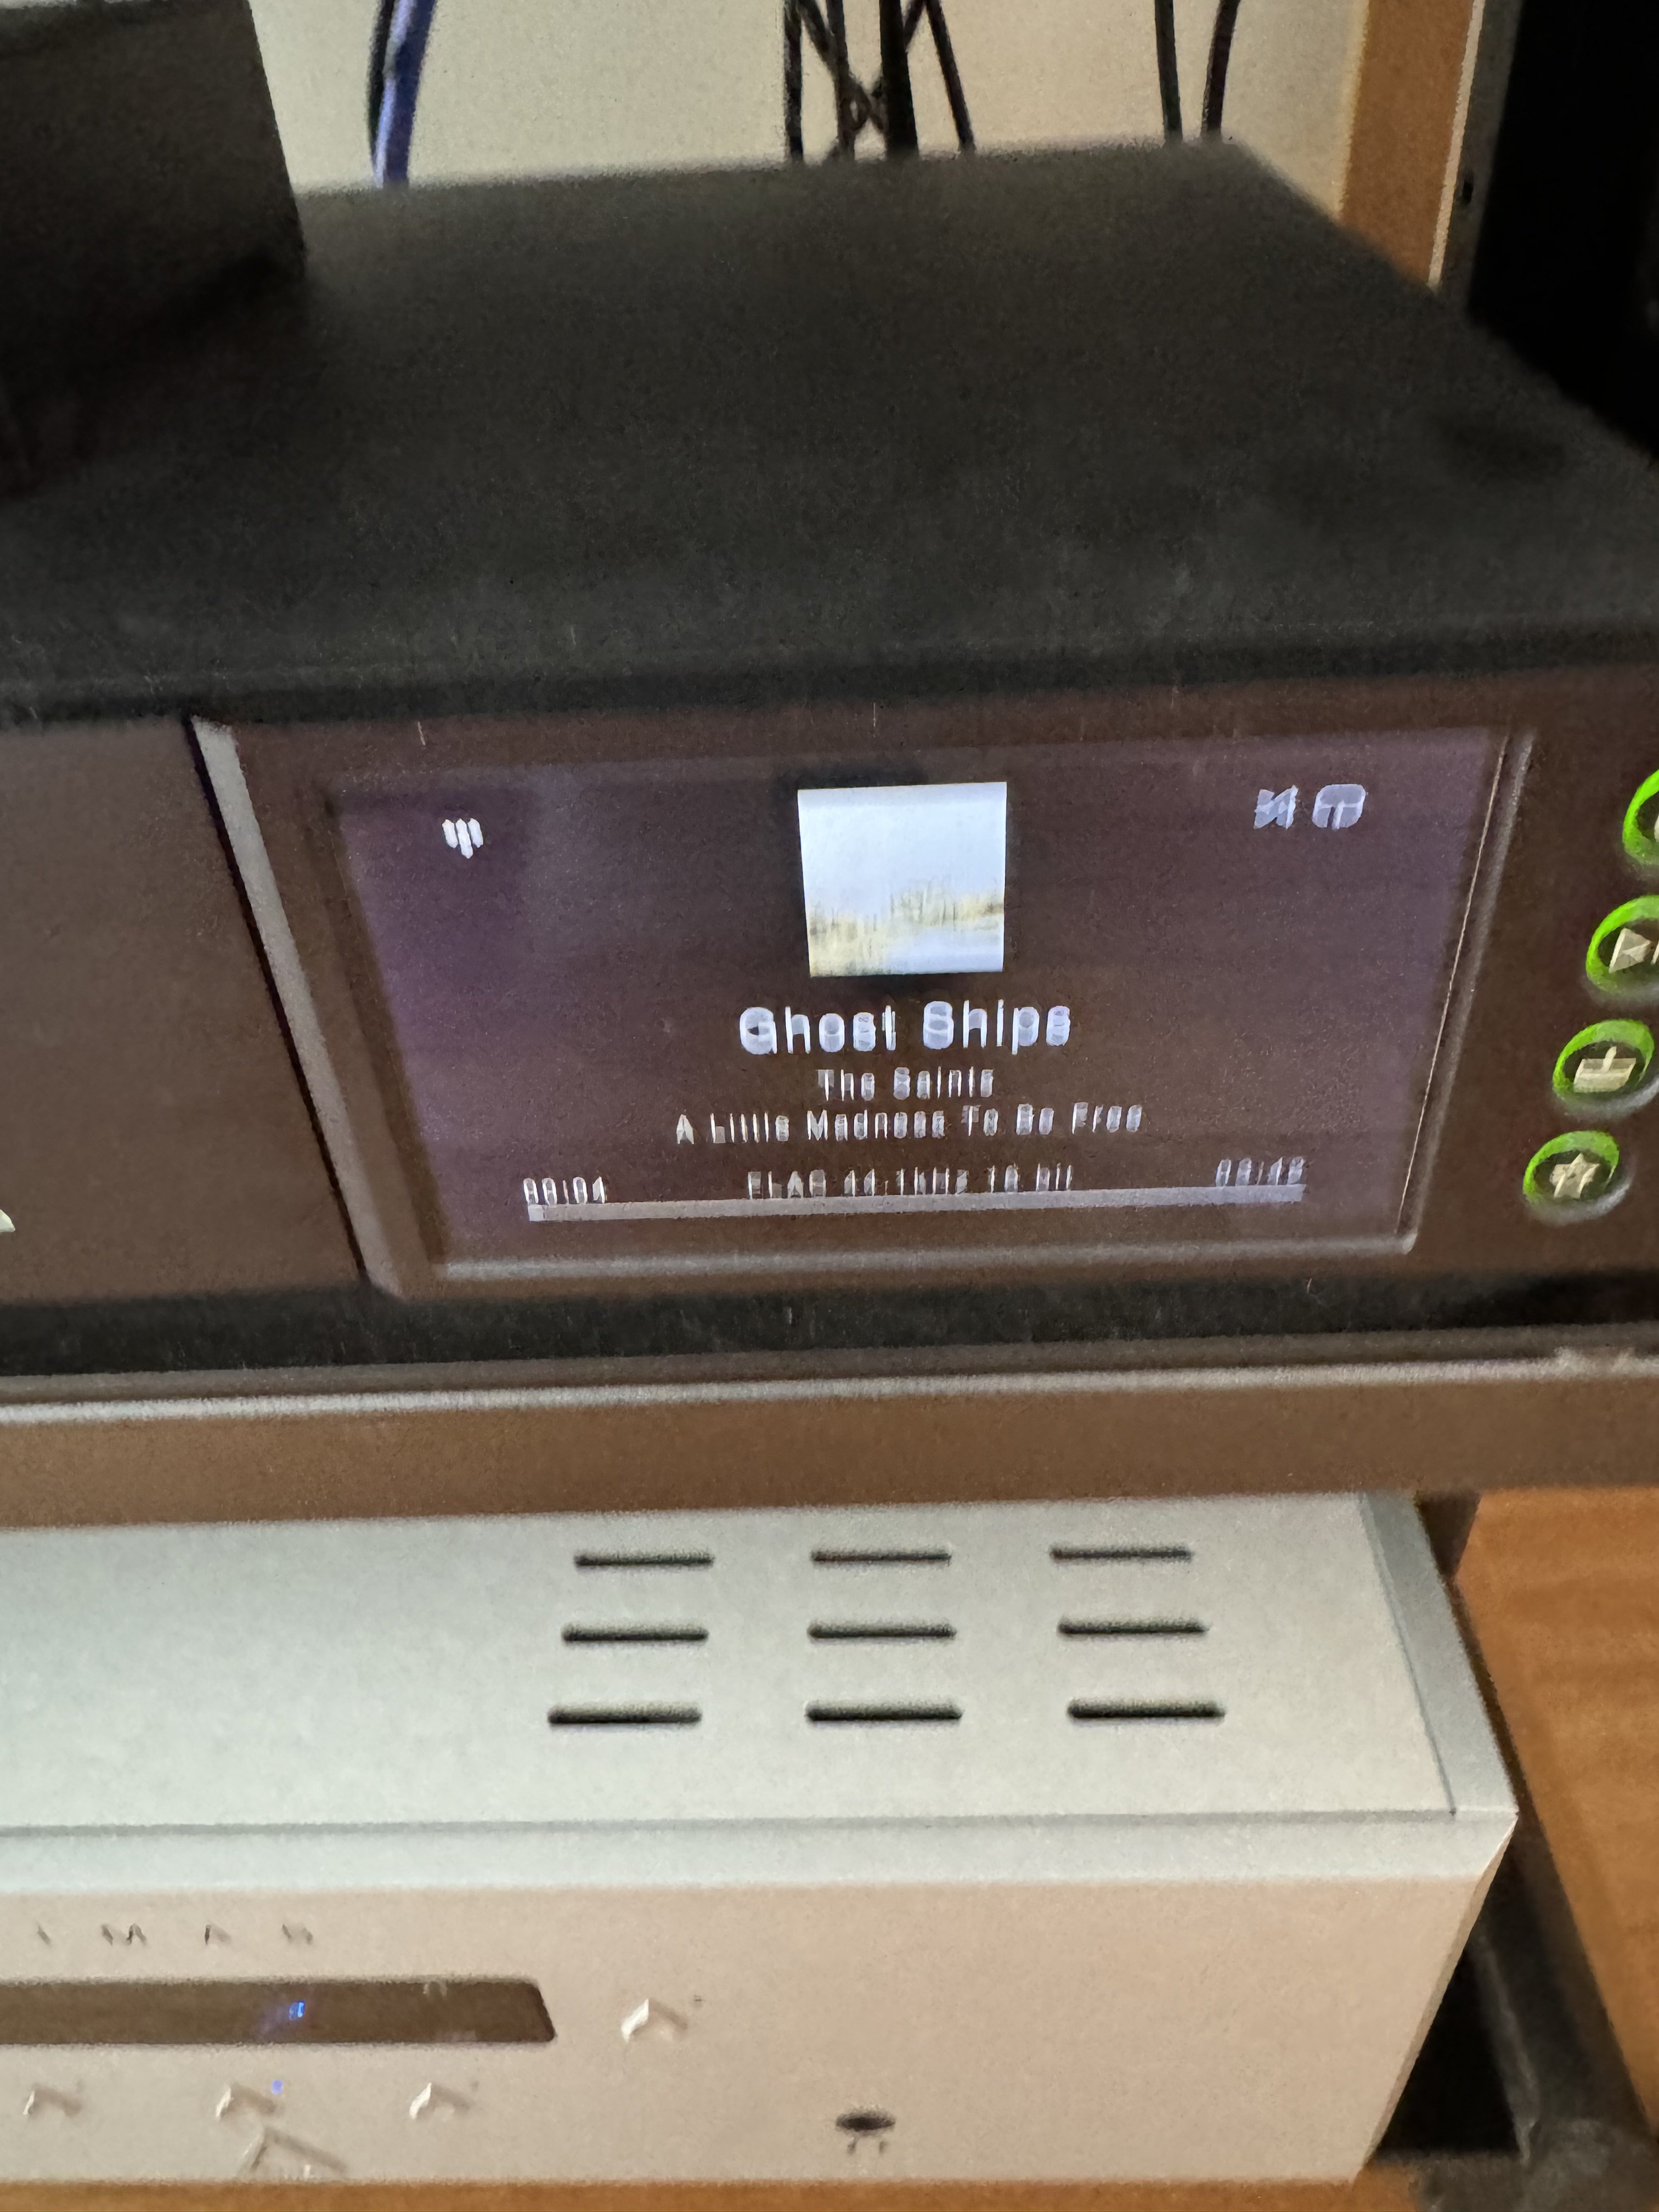 Ghost Ships
The Saints
A Little Madness To Be Free
FLAC 44.1kHz 16 bit